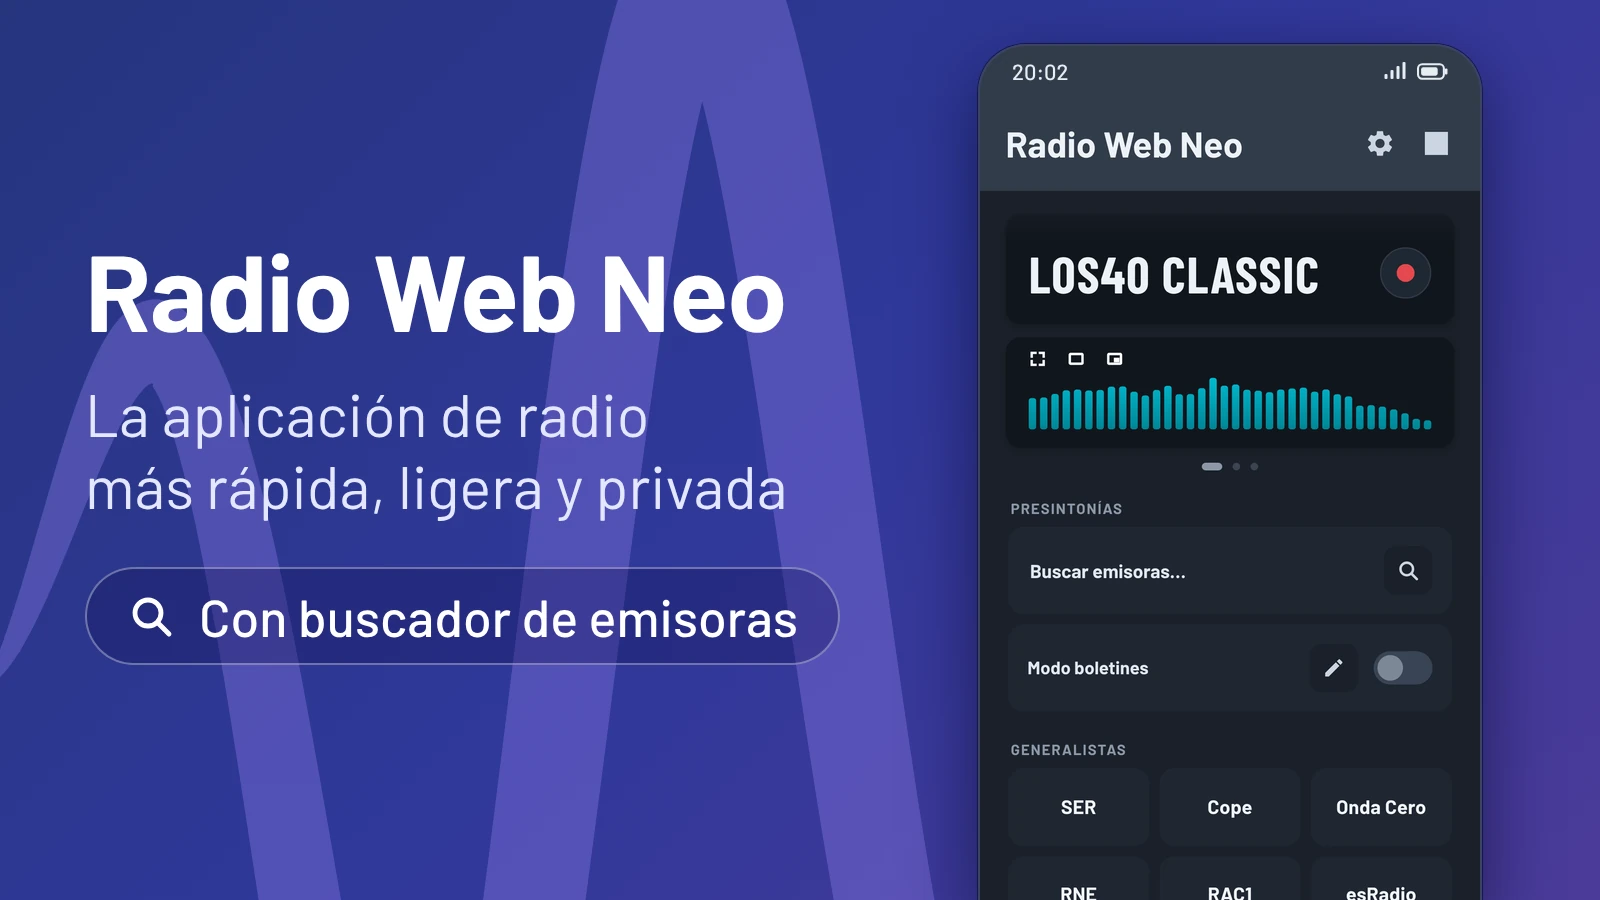 Radio Web Neo
La aplicación de radio
más rápida, ligera y privada
Con buscador de emisoras
20:02
Radio Web Neo
LOS40 CLASSIC
PRESINTONÍAS
Buscar emisoras...
Modo boletines
GENERALISTAS
SER Cope Onda Cero
RNE RAC1 esRadio